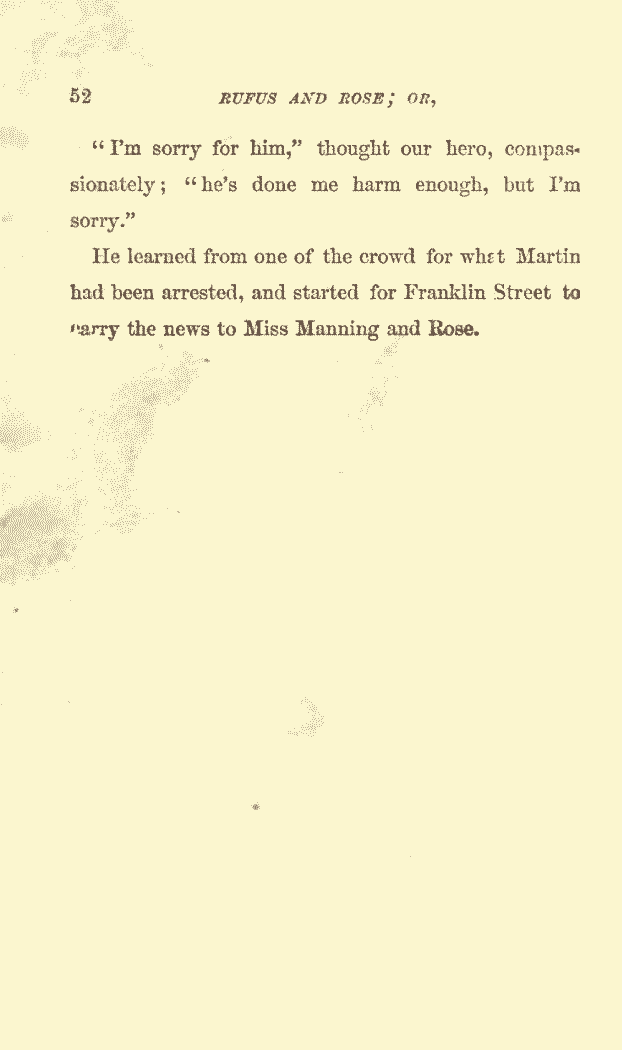 52 RUFUS AND ROSE; OR,
“I'm sorry for him,” thought our hero, compas-
sionately; “he's done me harm enough, but I'm
sorry.”
He learned from one of the crowd for what Martin
had been arrested, and started for Franklin Street to
carry the news to Miss Manning and Rose.